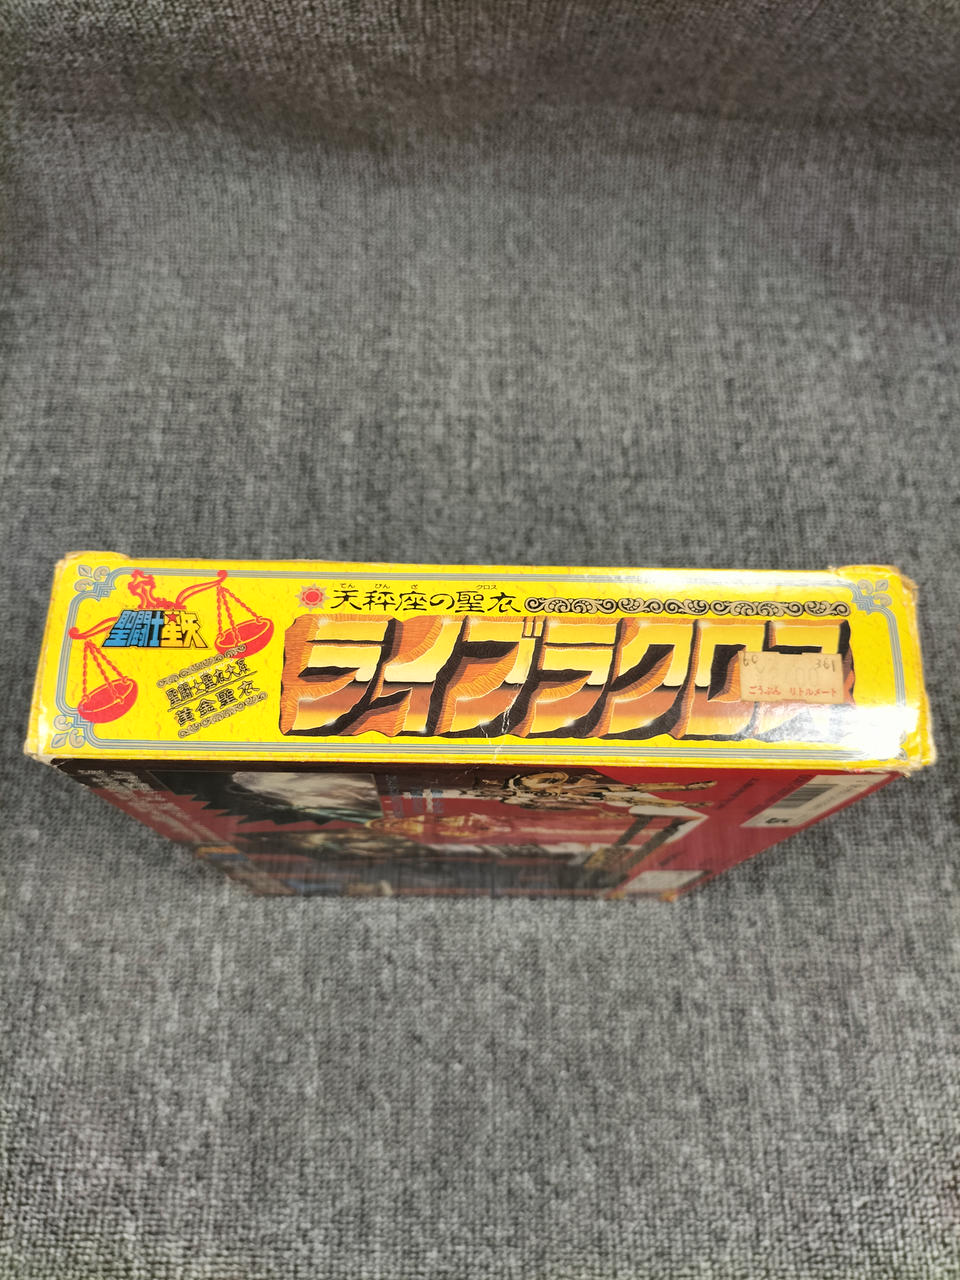 聖闘士星矢
聖闘士聖衣大系
黄金聖衣
てんびんざ クロス
天秤座の聖衣
ライブラクロス
60 361
ごうぶん リトルメート